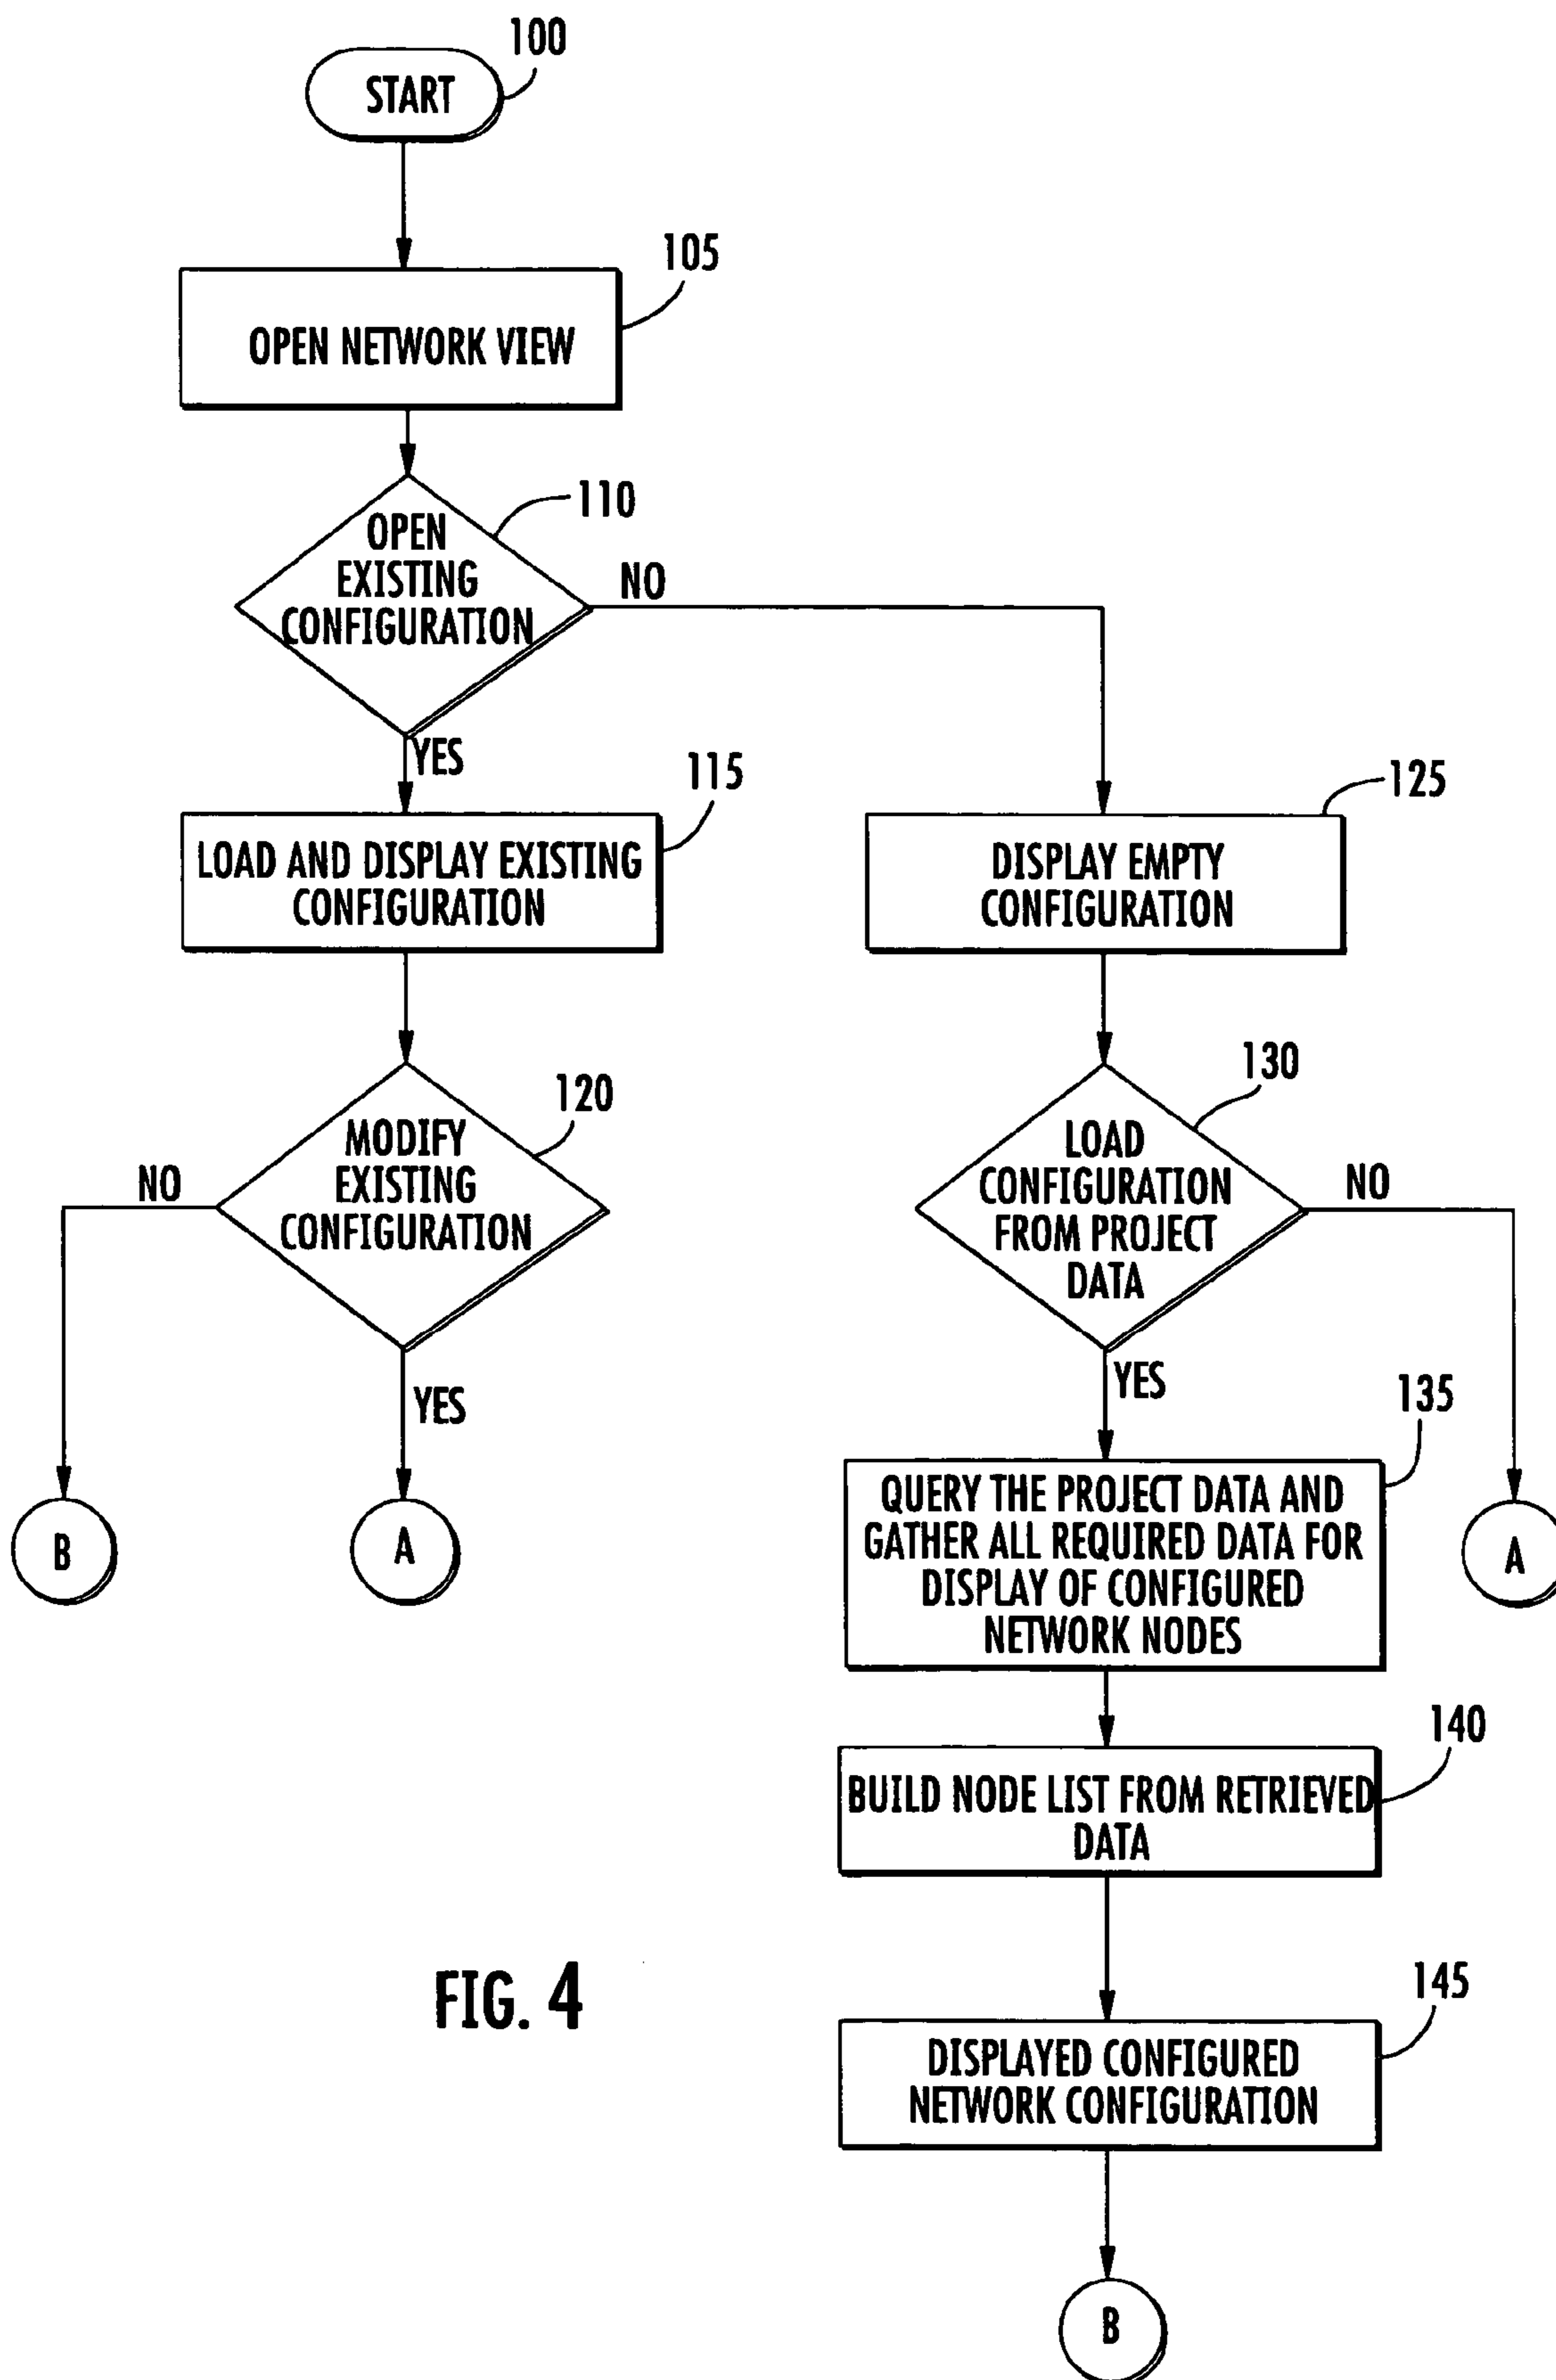 100
START
105
OPEN NETWORK VIEW
110
OPEN
EXISTING
CONFIGURATION
NO
YES
115
LOAD AND DISPLAY EXISTING
CONFIGURATION
125
DISPLAY EMPTY
CONFIGURATION
120
MODIFY
EXISTING
CONFIGURATION
NO
YES
B
A
130
LOAD
CONFIGURATION
FROM PROJECT
DATA
NO
YES
A
135
QUERY THE PROJECT DATA AND
GATHER ALL REQUIRED DATA FOR
DISPLAY OF CONFIGURED
NETWORK NODES
140
BUILD NODE LIST FROM RETRIEVED
DATA
145
DISPLAYED CONFIGURED
NETWORK CONFIGURATION
B
FIG. 4